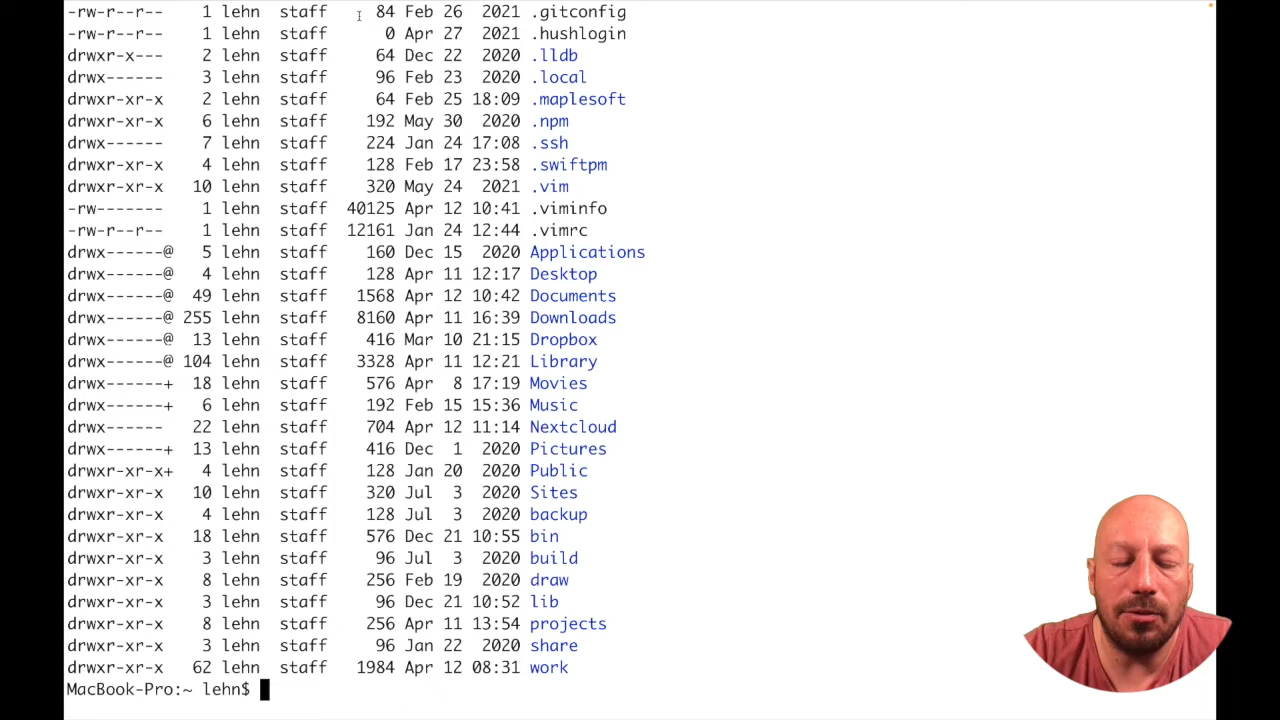 -rw-r--r-- 1 lehn staff 84 Feb 26 2021 .gitconfig
-rw-r--r-- 1 lehn staff 0 Apr 27 2021 .hushlogin
drwxr-x--- 2 lehn staff 64 Dec 22 2020 .lldb
drwx------ 3 lehn staff 96 Feb 23 2020 .local
drwxr-xr-x 2 lehn staff 64 Feb 25 18:09 .maplesoft
drwxr-xr-x 6 lehn staff 192 May 30 2020 .npm
drwx------ 7 lehn staff 224 Jan 24 17:08 .ssh
drwxr-xr-x 4 lehn staff 128 Feb 17 23:58 .swiftpm
drwxr-xr-x 10 lehn staff 320 May 24 2021 .vim
-rw------- 1 lehn staff 40125 Apr 12 10:41 .viminfo
-rw-r--r-- 1 lehn staff 12161 Jan 24 12:44 .vimrc
drwx------@ 5 lehn staff 160 Dec 15 2020 Applications
drwx------@ 4 lehn staff 128 Apr 11 12:17 Desktop
drwx------@ 49 lehn staff 1568 Apr 12 10:42 Documents
drwx------@ 255 lehn staff 8160 Apr 11 16:39 Downloads
drwx------@ 13 lehn staff 416 Mar 10 21:15 Dropbox
drwx------@ 104 lehn staff 3328 Apr 11 12:21 Library
drwx------+ 18 lehn staff 576 Apr 8 17:19 Movies
drwx------+ 6 lehn staff 192 Feb 15 15:36 Music
drwx------ 22 lehn staff 704 Apr 12 11:14 Nextcloud
drwx------+ 13 lehn staff 416 Dec 1 2020 Pictures
drwxr-xr-x+ 4 lehn staff 128 Jan 20 2020 Public
drwxr-xr-x 10 lehn staff 320 Jul 3 2020 Sites
drwxr-xr-x 4 lehn staff 128 Jul 3 2020 backup
drwxr-xr-x 18 lehn staff 576 Dec 21 10:55 bin
drwxr-xr-x 3 lehn staff 96 Jul 3 2020 build
drwxr-xr-x 8 lehn staff 256 Feb 19 2020 draw
drwxr-xr-x 3 lehn staff 96 Dec 21 10:52 lib
drwxr-xr-x 8 lehn staff 256 Apr 11 13:54 projects
drwxr-xr-x 3 lehn staff 96 Jan 22 2020 share
drwxr-xr-x 62 lehn staff 1984 Apr 12 08:31 work
MacBook-Pro:~ lehn$